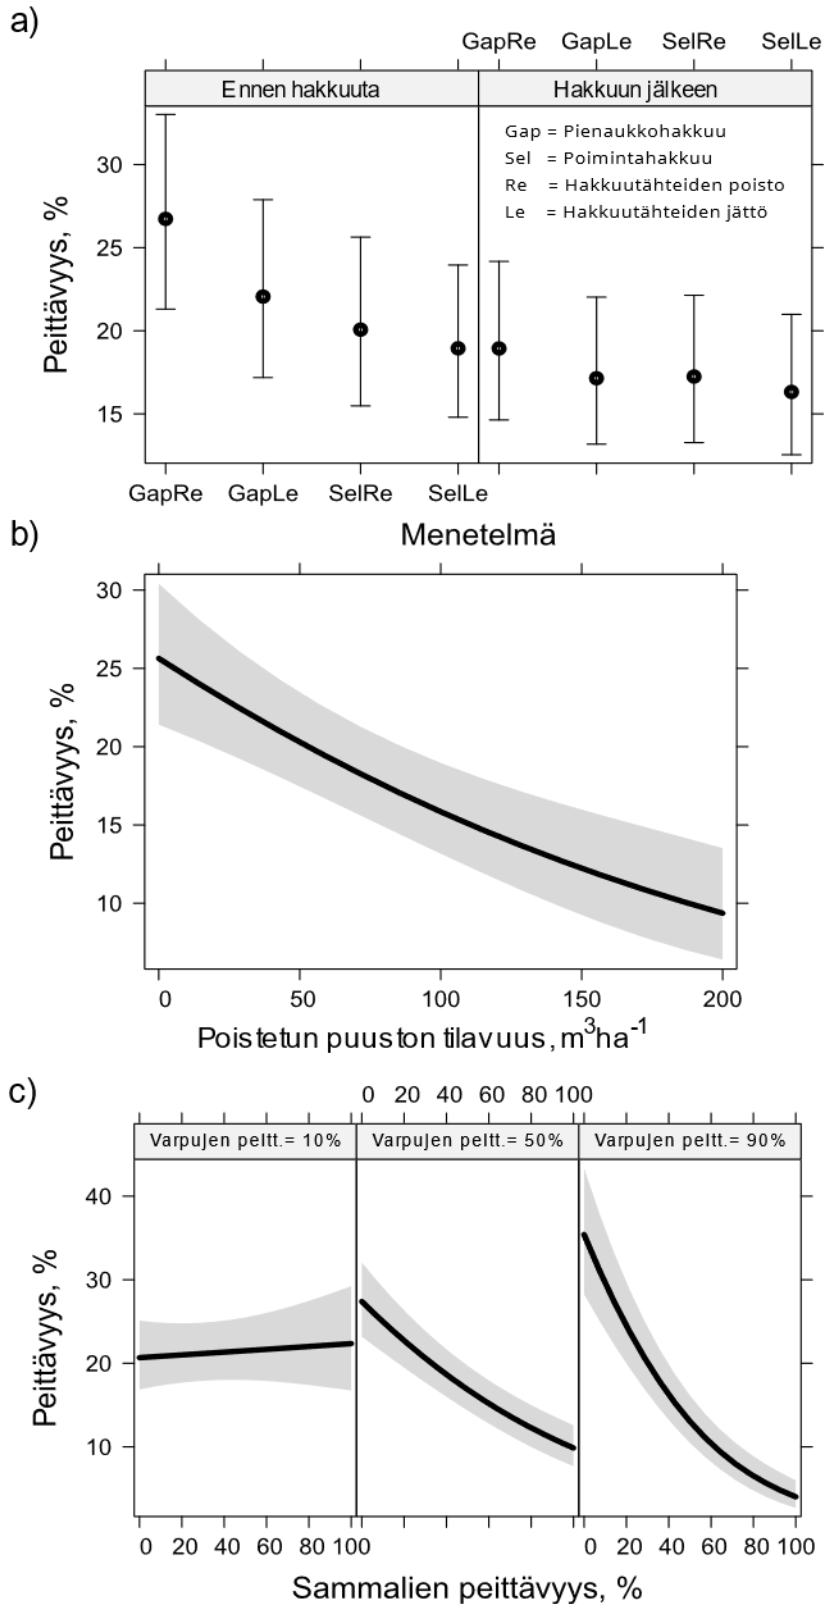 a)
GapRe GapLe SelRe SelLe
Ennen hakkuuta
Hakkuun jälkeen
Gap = Pienaukkohakkuu
Sel = Poimintahakkuu
Re = Hakkuutähteiden poisto
Le = Hakkuutähteiden jättö
Peittävyys, %
30
25
20
15
GapRe GapLe SelRe SelLe
Menetelmä
b)
Peittävyys, %
30
25
20
15
10
0 50 100 150 200
Poistetun puuston tilavuus, m³ha⁻¹
c)
0 20 40 60 80 100
Varpujen peitt.= 10%
Varpujen peitt.= 50%
Varpujen peitt.= 90%
Peittävyys, %
40
30
20
10
0 20 40 60 80 100
0 20 40 60 80 100
Sammalien peittävyys, %